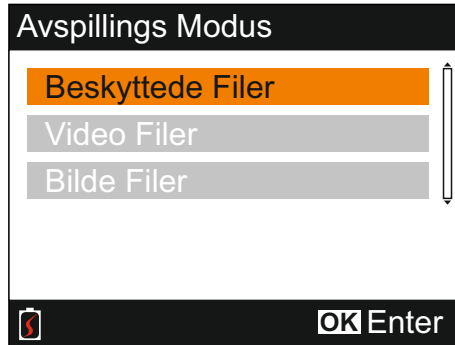 Avspillings Modus
Beskyttede Filer
Video Filer
Bilde Filer
OK Enter